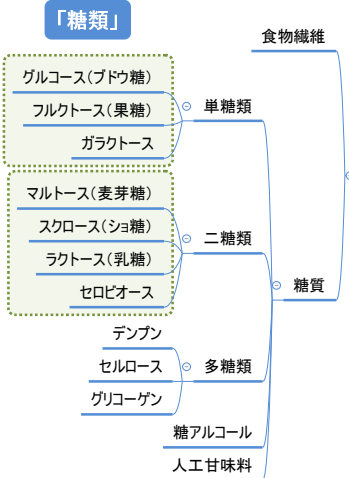 「糖類」
食物繊維
グルコース（ブドウ糖）
フルクトース（果糖）
単糖類
ガラクトース
マルトース（麦芽糖）
スクロース（ショ糖）
二糖類
ラクトース（乳糖）
セロビオース
糖質
デンプン
セルロース
多糖類
グリコーゲン
糖アルコール
人工甘味料